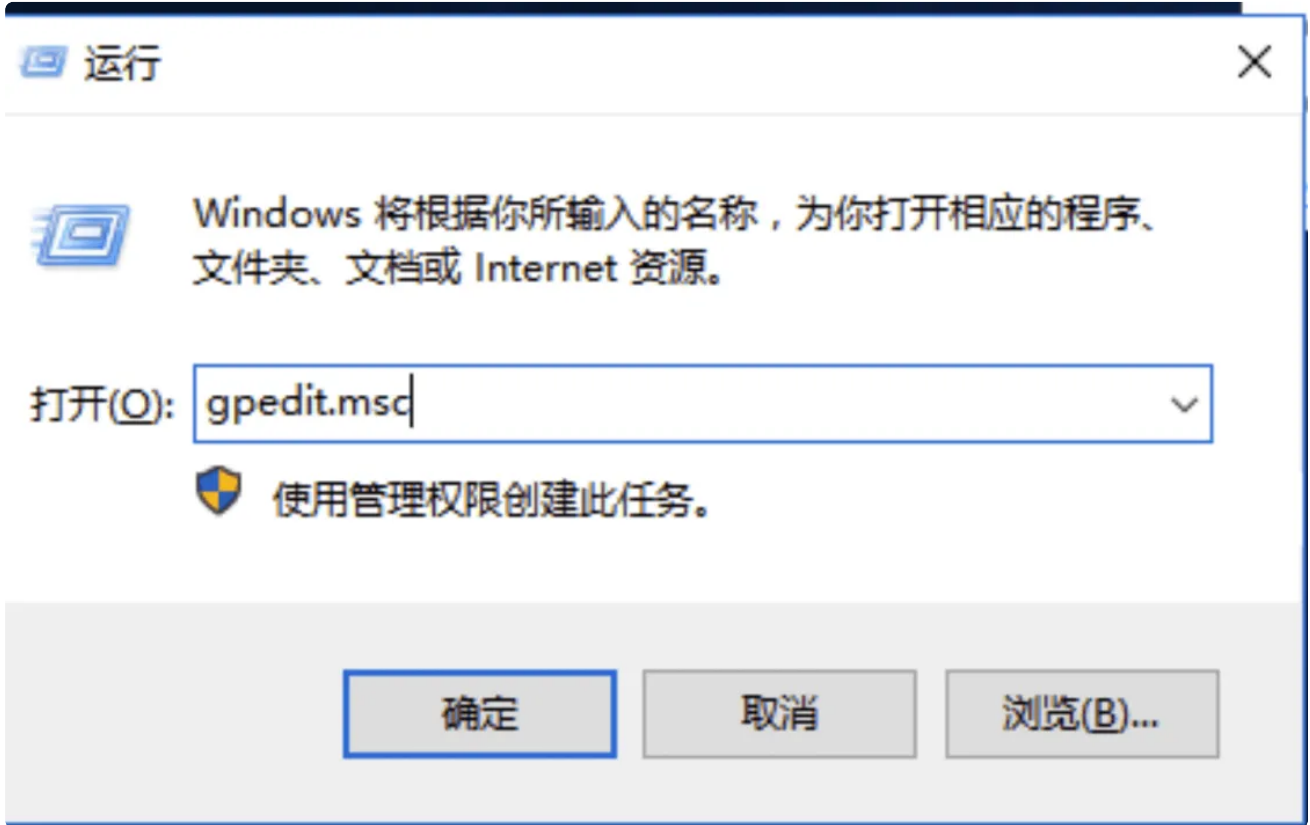 运行
Windows 将根据你所输入的名称，为你打开相应的程序、
文件夹、文档或 Internet 资源。
打开(O): gpedit.msc
使用管理权限创建此任务。
确定 取消 浏览(B)...